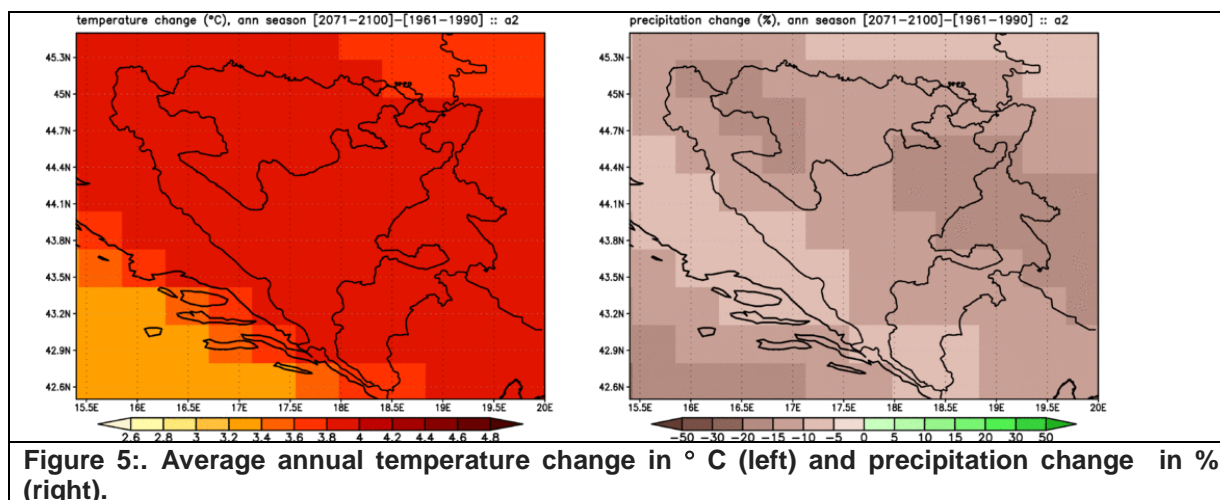 temperature change (°C), ann season [2071−2100]−[1961−1990] :: a2
45.3N
45N
44.7N
44.4N
44.1N
43.8N
43.5N
43.2N
42.9N
42.6N
15.5E 16E 16.5E 17E 17.5E 18E 18.5E 19E 19.5E 20E
2.6 2.8 3 3.2 3.4 3.6 3.8 4 4.2 4.4 4.6 4.8
precipitation change (%), ann season [2071−2100]−[1961−1990] :: a2
45.3N
45N
44.7N
44.4N
44.1N
43.8N
43.5N
43.2N
42.9N
42.6N
15.5E 16E 16.5E 17E 17.5E 18E 18.5E 19E 19.5E 20E
−50 −30 −20 −15 −10 −5 0 5 10 15 20 30 50
Figure 5:. Average annual temperature change in ° C (left) and precipitation change in %
(right).